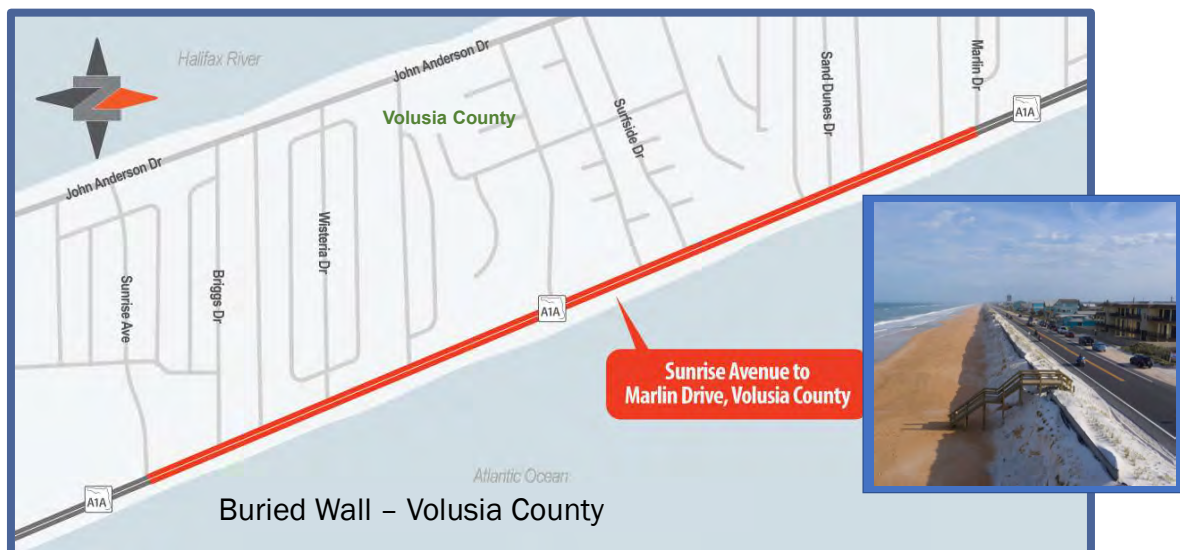 Halifax River
John Anderson Dr
Volusia County
John Anderson Dr
Sunrise Ave
Briggs Dr
Wisteria Dr
Surfside Dr
Sand Dunes Dr
Marlin Dr
A1A
A1A
A1A
Sunrise Avenue to
Marlin Drive, Volusia County
Atlantic Ocean
Buried Wall – Volusia County